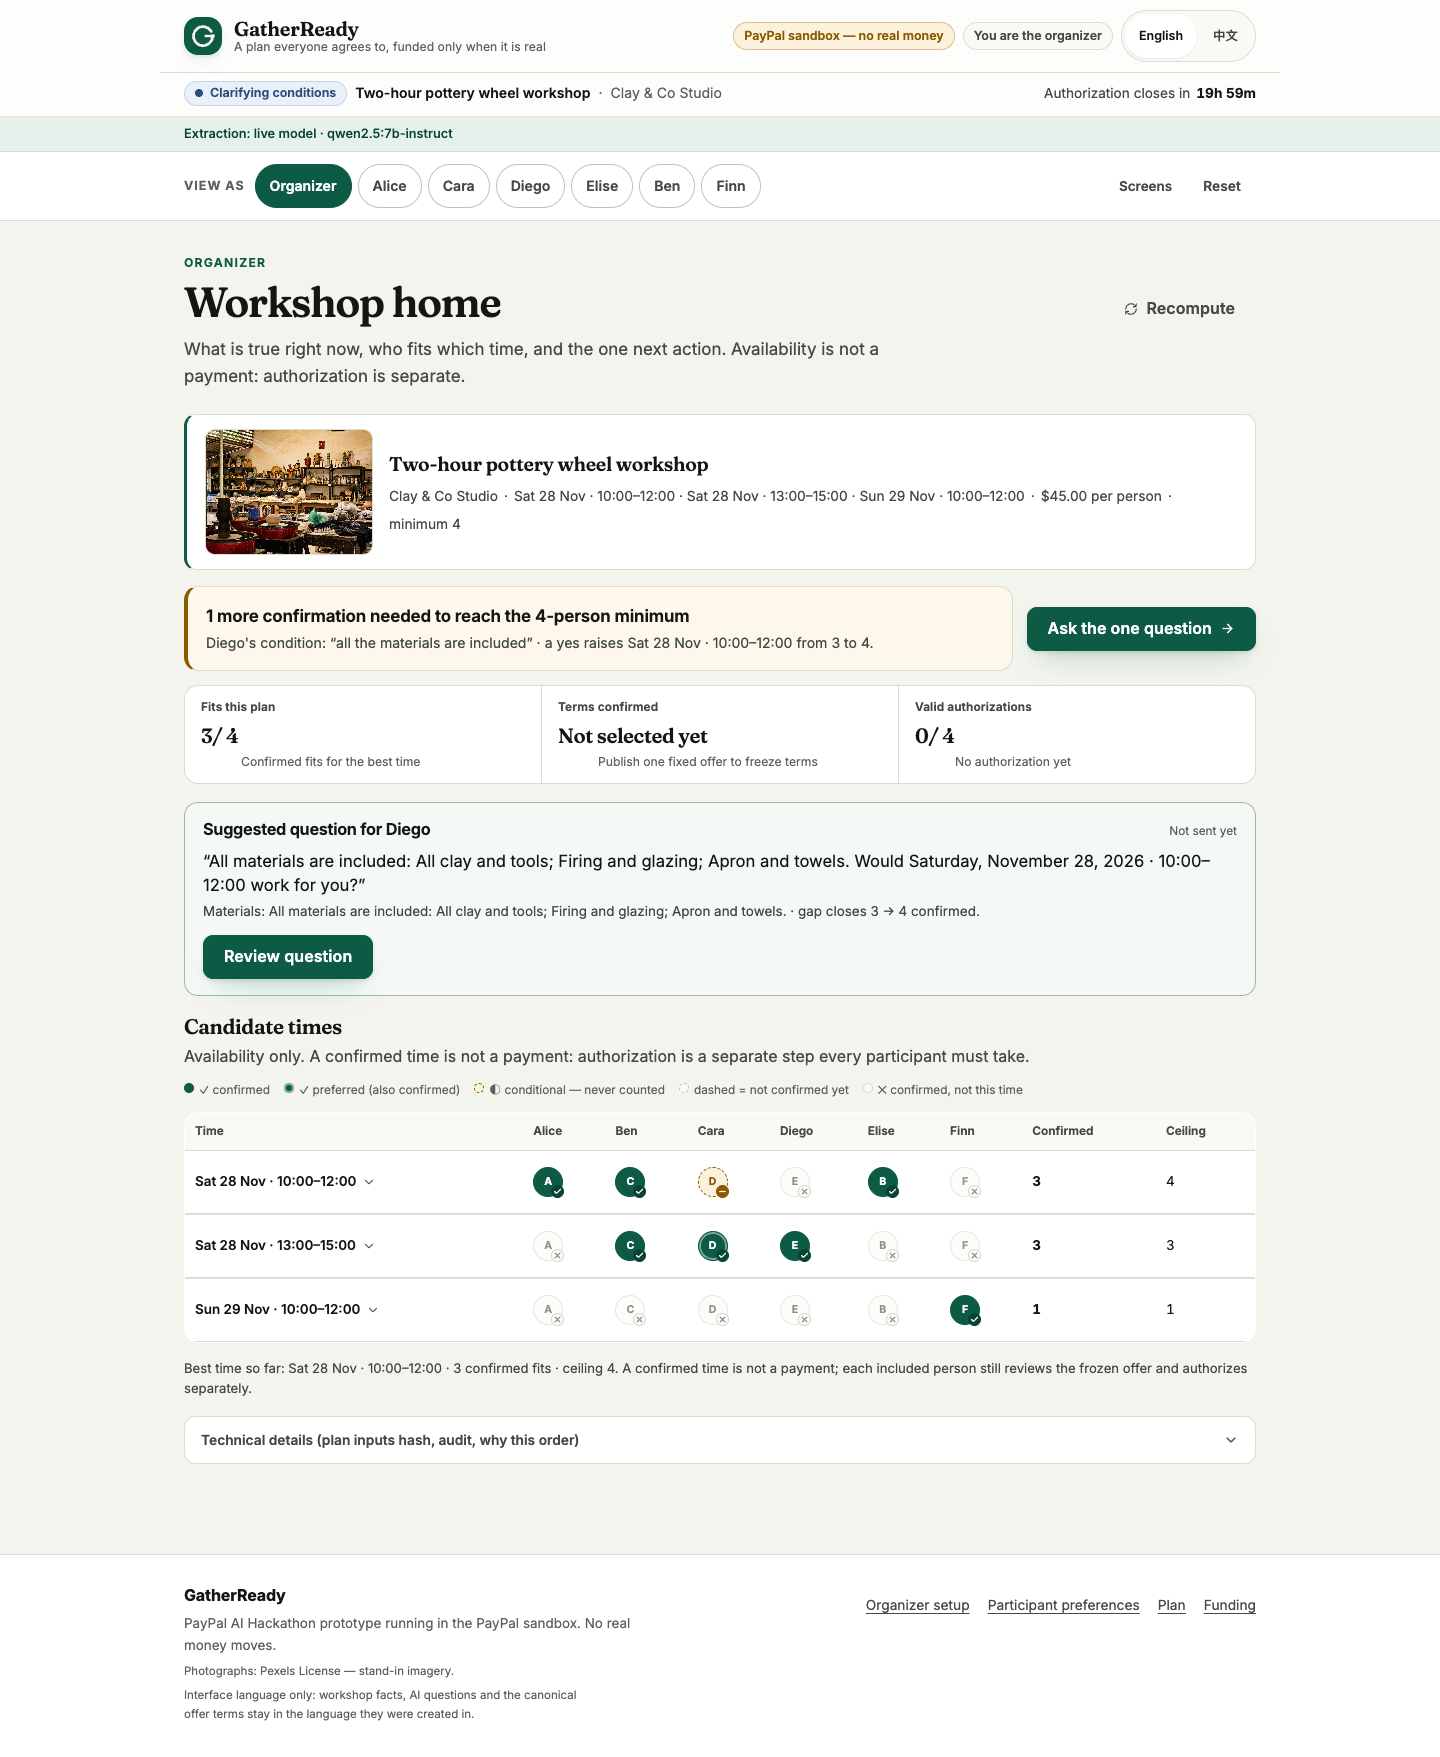 GatherReady
A plan everyone agrees to, funded only when it is real
PayPal sandbox — no real money
You are the organizer
English
中文
Clarifying conditions
Two-hour pottery wheel workshop · Clay & Co Studio
Authorization closes in 19h 59m
Extraction: live model · qwen2.5:7b-instruct
VIEW AS
Organizer
Alice
Cara
Diego
Elise
Ben
Finn
Screens
Reset
ORGANIZER
Workshop home
Recompute
What is true right now, who fits which time, and the one next action. Availability is not a
payment: authorization is separate.
Two-hour pottery wheel workshop
Clay & Co Studio · Sat 28 Nov · 10:00–12:00 · Sat 28 Nov · 13:00–15:00 · Sun 29 Nov · 10:00–12:00 · $45.00 per person ·
minimum 4
1 more confirmation needed to reach the 4-person minimum
Diego's condition: “all the materials are included” · a yes raises Sat 28 Nov · 10:00–12:00 from 3 to 4.
Ask the one question →
Fits this plan
3/4
Confirmed fits for the best time
Terms confirmed
Not selected yet
Publish one fixed offer to freeze terms
Valid authorizations
0/4
No authorization yet
Suggested question for Diego
Not sent yet
“All materials are included: All clay and tools; Firing and glazing; Apron and towels. Would Saturday, November 28, 2026 · 10:00–
12:00 work for you?”
Materials: All materials are included: All clay and tools; Firing and glazing; Apron and towels. · gap closes 3 → 4 confirmed.
Review question
Candidate times
Availability only. A confirmed time is not a payment: authorization is a separate step every participant must take.
✓ confirmed ✓ preferred (also confirmed) ◐ conditional — never counted dashed = not confirmed yet ✕ confirmed, not this time
Time Alice Ben Cara Diego Elise Finn Confirmed Ceiling
Sat 28 Nov · 10:00–12:00 A C D E B F 3 4
Sat 28 Nov · 13:00–15:00 A C D E B F 3 3
Sun 29 Nov · 10:00–12:00 A C D E B F 1 1
Best time so far: Sat 28 Nov · 10:00–12:00 · 3 confirmed fits · ceiling 4. A confirmed time is not a payment; each included person still reviews the frozen offer and authorizes
separately.
Technical details (plan inputs hash, audit, why this order)
GatherReady
PayPal AI Hackathon prototype running in the PayPal sandbox. No real
money moves.
Photographs: Pexels License — stand-in imagery.
Interface language only: workshop facts, AI questions and the canonical
offer terms stay in the language they were created in.
Organizer setup
Participant preferences
Plan
Funding